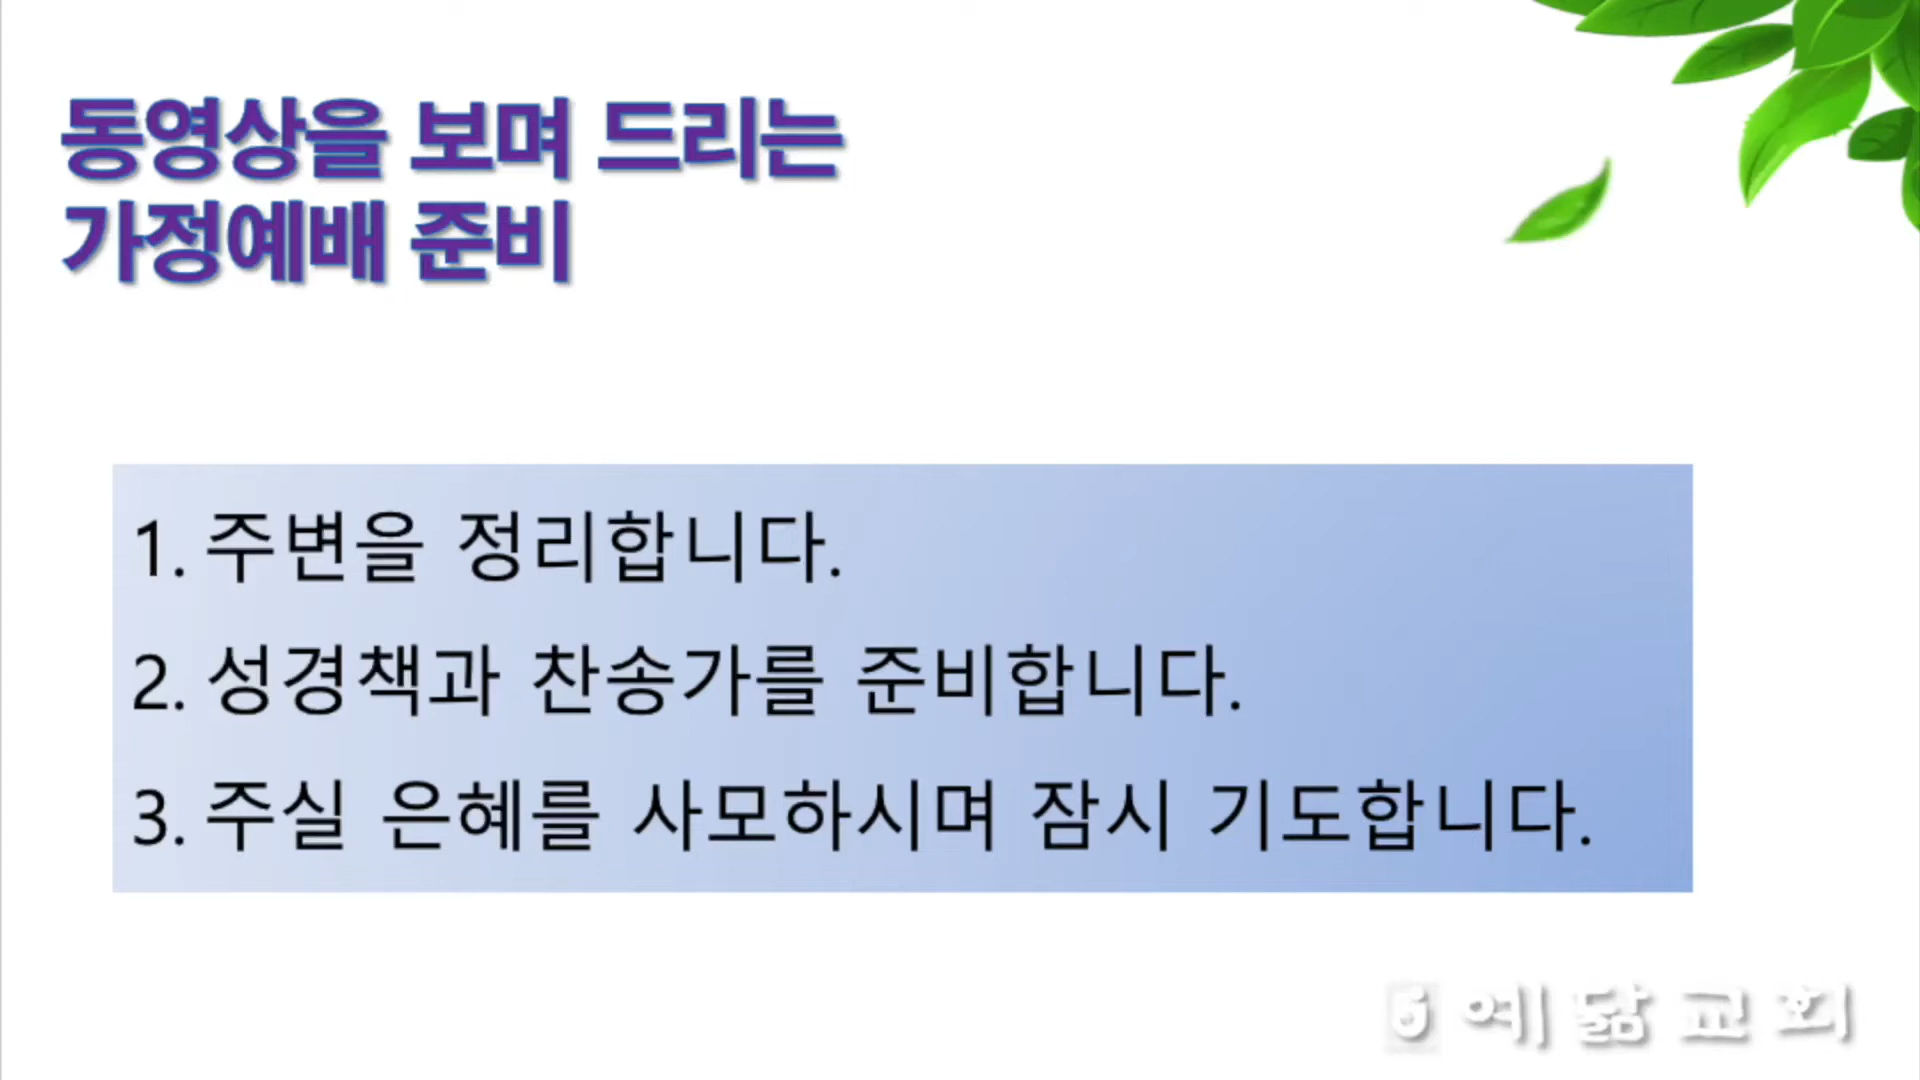 동영상을 보며 드리는
가정예배 준비
1. 주변을 정리합니다.
2. 성경책과 찬송가를 준비합니다.
3. 주실 은혜를 사모하시며 잠시 기도합니다.
예닮교회